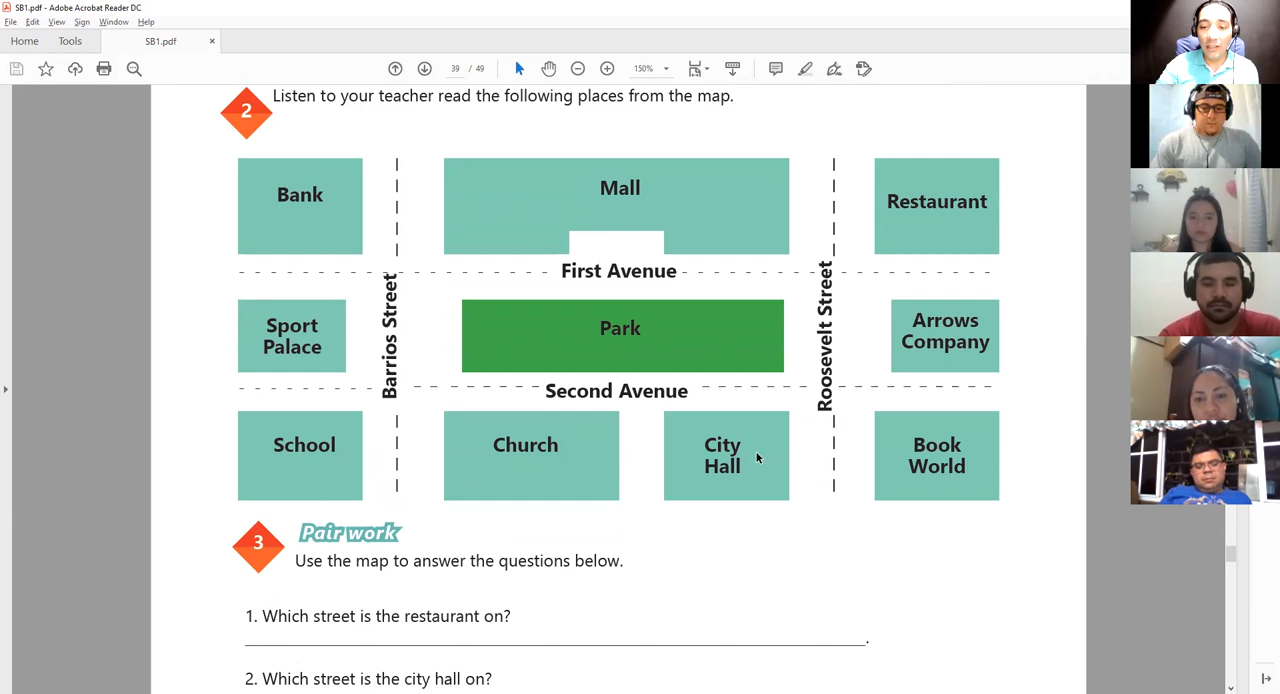 SB1.pdf - Adobe Acrobat Reader DC
File Edit View Sign Window Help
Home Tools SB1.pdf ×
39 / 49 150%
2 Listen to your teacher read the following places from the map.
Bank Mall Restaurant
First Avenue
Barrios Street
Roosevelt Street
Sport
Palace
Park
Arrows
Company
Second Avenue
School Church
City
Hall
Book
World
3 Pair work
Use the map to answer the questions below.
1. Which street is the restaurant on?
2. Which street is the city hall on?